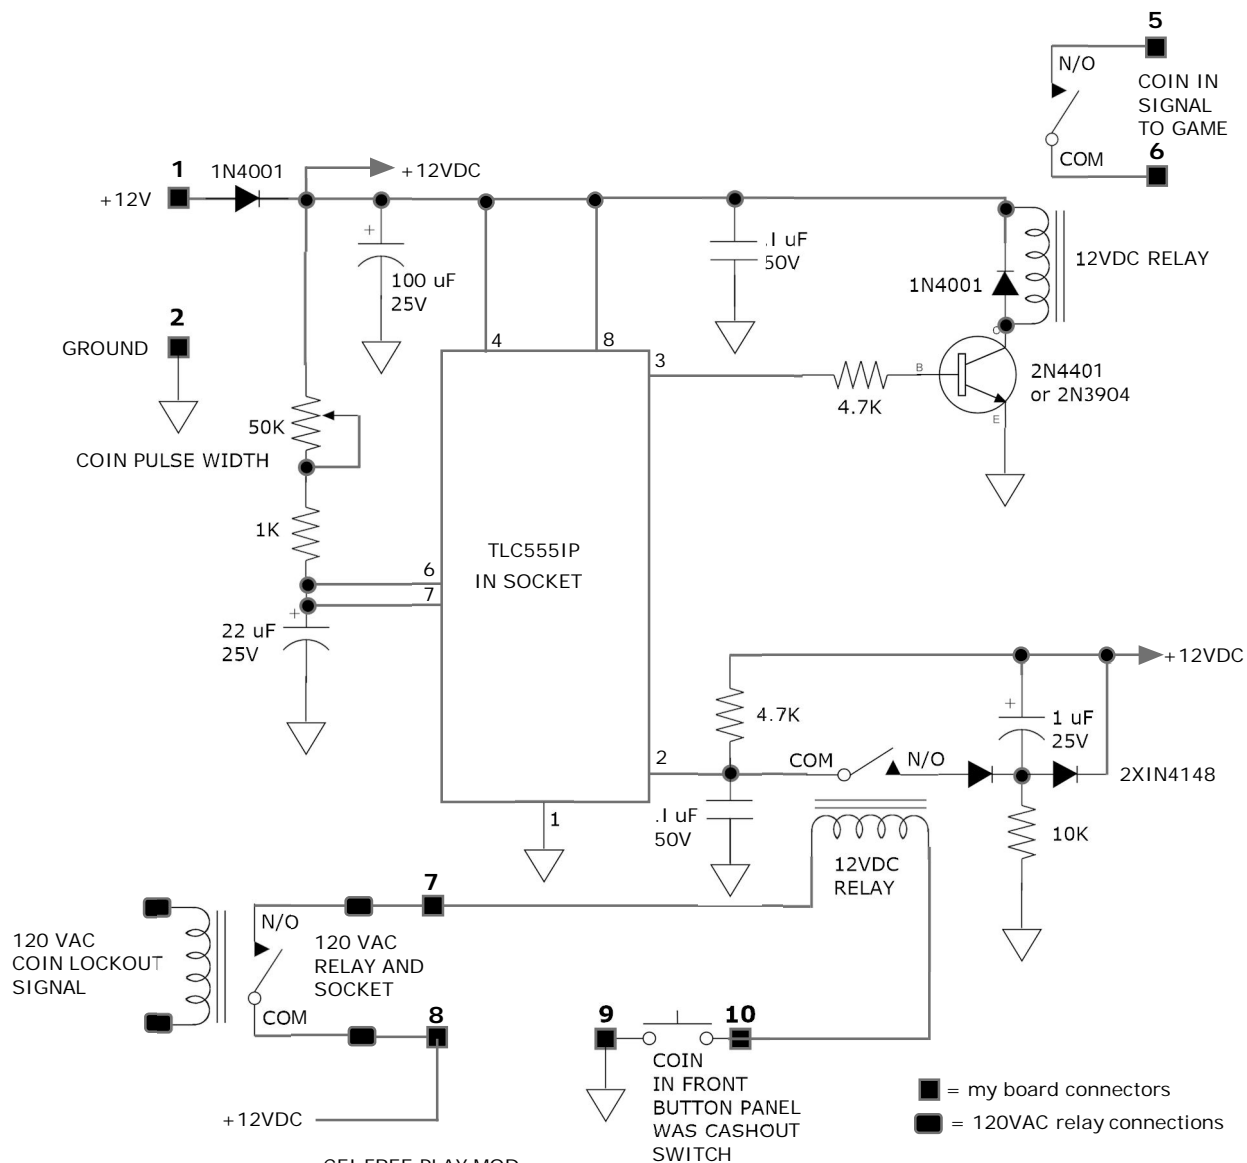 5
N/O
COIN IN
SIGNAL
TO GAME
6
COM
1
1N4001
+12VDC
+12V
+
.1 uF
50V
100 uF
25V
12VDC RELAY
1N4001
2
GROUND
C
4
8
3
B
E
2N4401
or 2N3904
4.7K
50K
COIN PULSE WIDTH
1K
TLC555IP
IN SOCKET
6
7
+
22 uF
25V
+12VDC
4.7K
+
1 uF
25V
2
COM
N/O
2XIN4148
1
.1 uF
50V
10K
12VDC
RELAY
7
N/O
120 VAC
COIN LOCKOUT
SIGNAL
120 VAC
RELAY AND
SOCKET
COM
8
9
10
COIN
IN FRONT
BUTTON PANEL
WAS CASHOUT
SWITCH
= my board connectors
= 120VAC relay connections
+12VDC
FREE PLAY MOD